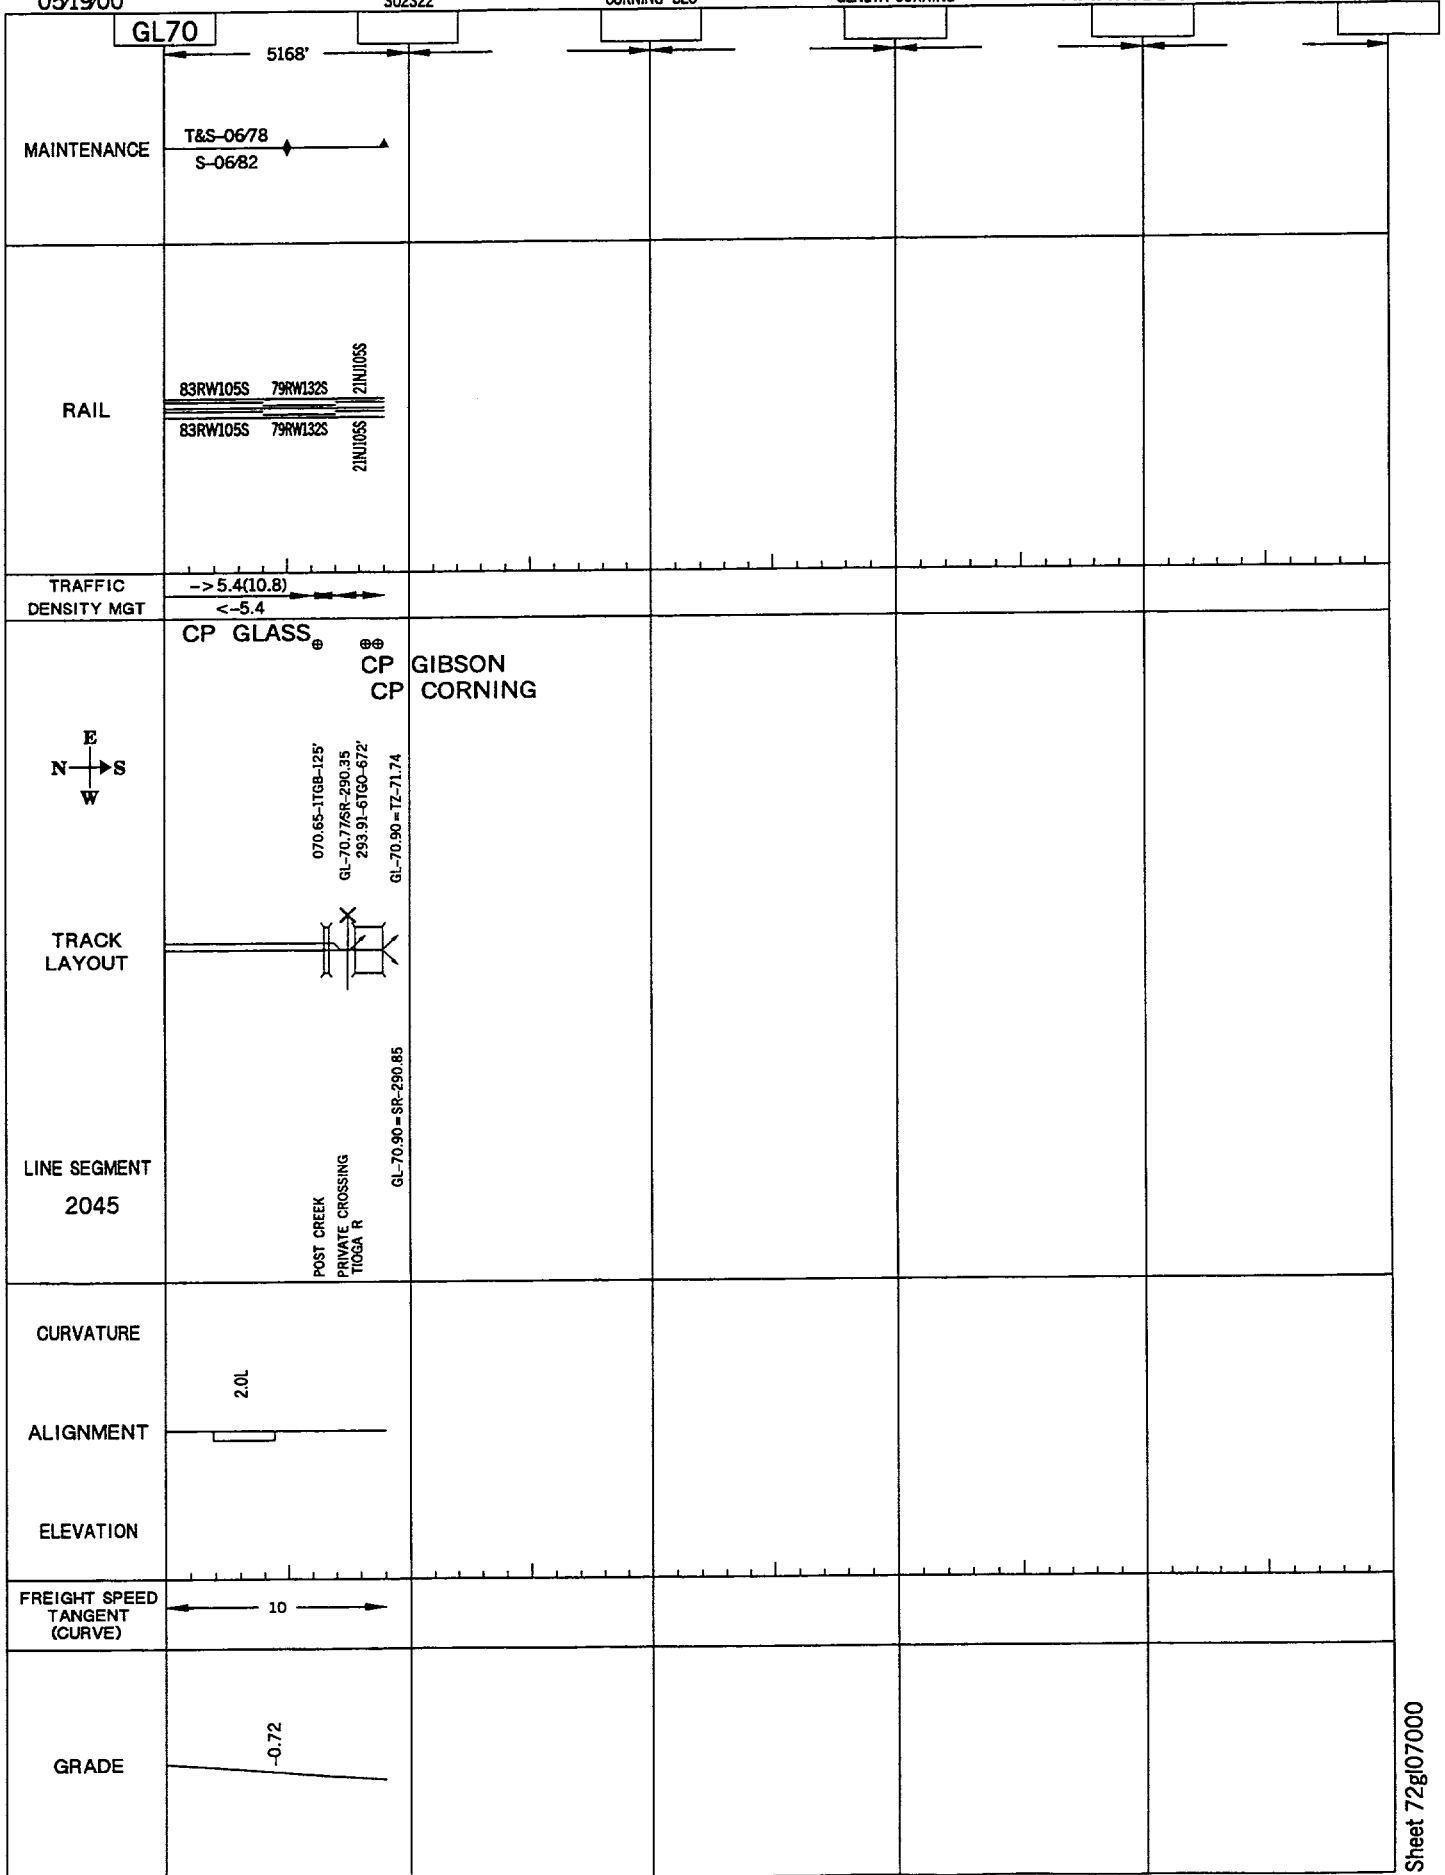 05/19/00
GL70
5168'
MAINTENANCE
T&S-06/78
S-06/82
RAIL
83RW105S 79RW132S 21NJ105S
83RW105S 79RW132S 21NJ105S
TRAFFIC
DENSITY MGT
->5.4(10.8)
<-5.4
CP GLASS
CP GIBSON
CP CORNING
E
N S
W
070.65-1TGB-125'
GL-70.77/SR-290.35
293.91-6TGO-672'
GL-70.90=TZ-71.74
TRACK
LAYOUT
GL-70.90=SR-290.85
LINE SEGMENT
2045
POST CREEK
PRIVATE CROSSING
TIOGA R
CURVATURE
2.0L
ALIGNMENT
ELEVATION
FREIGHT SPEED
TANGENT
(CURVE)
10
GRADE
-0.72
Sheet 72gl07000